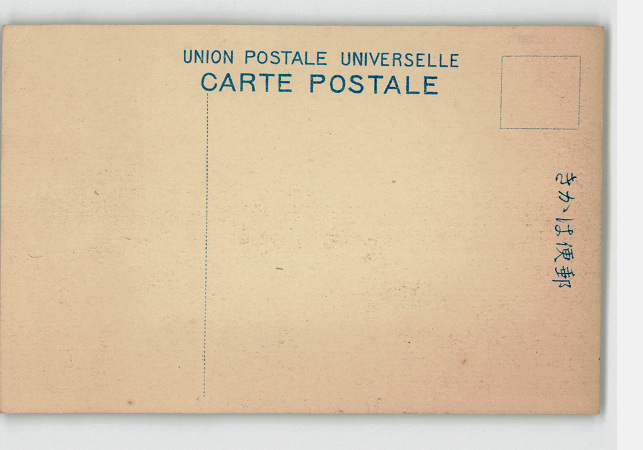 UNION POSTALE UNIVERSELLE
CARTE POSTALE
郵便はかき